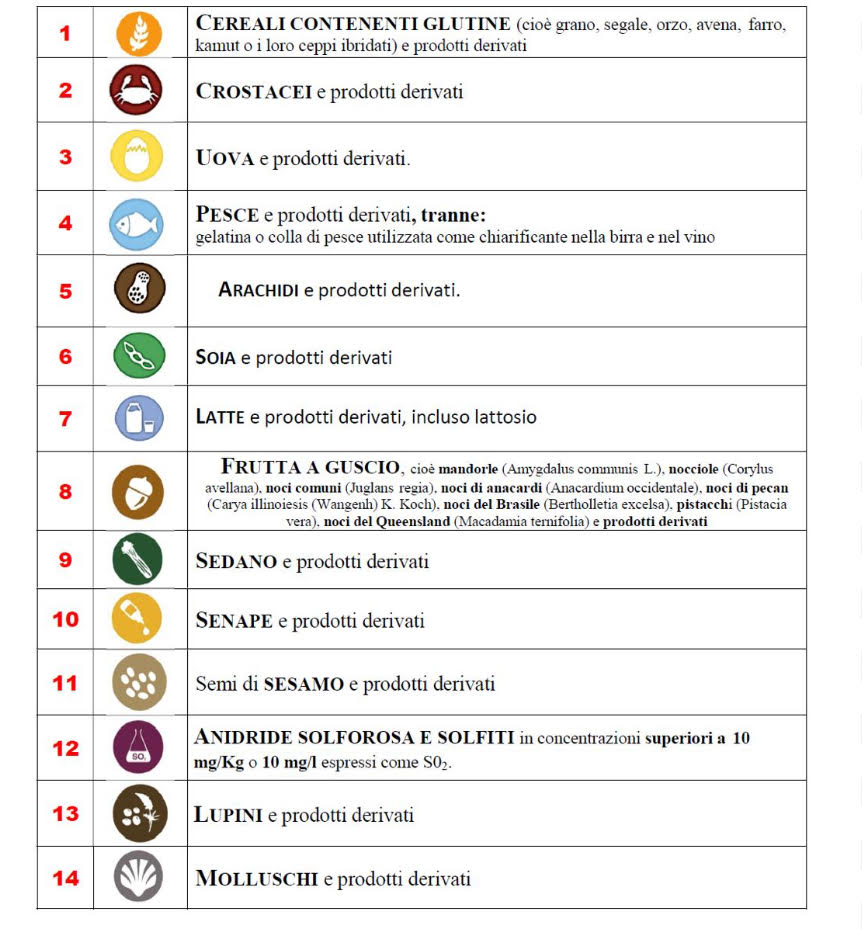 1
CEREALI CONTENENTI GLUTINE (cioè grano, segale, orzo, avena, farro,
kamut o i loro ceppi ibridati) e prodotti derivati
2
CROSTACEI e prodotti derivati
3
UOVA e prodotti derivati.
4
PESCE e prodotti derivati, tranne:
gelatina o colla di pesce utilizzata come chiarificante nella birra e nel vino
5
ARACHIDI e prodotti derivati.
6
SOIA e prodotti derivati
7
LATTE e prodotti derivati, incluso lattosio
8
FRUTTA A GUSCIO, cioè mandorle (Amygdalus communis L.), nocciole (Corylus
avellana), noci comuni (Juglans regia), noci di anacardi (Anacardium occidentale), noci di pecan
(Carya illinoiesis (Wangenh) K. Koch), noci del Brasile (Bertholletia excelsa), pistacchi (Pistacia
vera), noci del Queensland (Macadamia ternifolia) e prodotti derivati
9
SEDANO e prodotti derivati
10
SENAPE e prodotti derivati
11
Semi di SESAMO e prodotti derivati
12
SO₂
ANIDRIDE SOLFOROSA E SOLFITI in concentrazioni superiori a 10
mg/Kg o 10 mg/l espressi come S0₂.
13
LUPINI e prodotti derivati
14
MOLLUSCHI e prodotti derivati